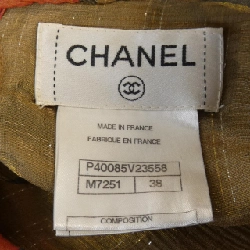 CHANEL
MADE IN FRANCE
FABRIQUE EN FRANCE
P40085V23558
M7251 38
COMPOSITION